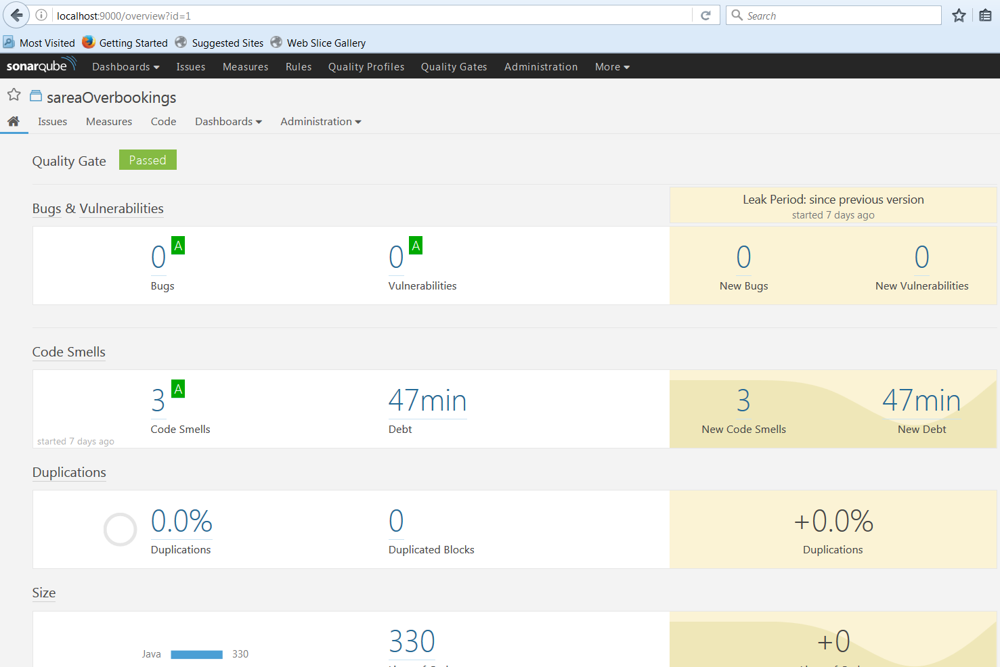 localhost:9000/overview?id=1
Search
Most Visited Getting Started Suggested Sites Web Slice Gallery
sonarqube Dashboards Issues Measures Rules Quality Profiles Quality Gates Administration More
sareaOverbookings
Issues Measures Code Dashboards Administration
Quality Gate Passed
Leak Period: since previous version
started 7 days ago
Bugs & Vulnerabilities
0 A 0 A 0 0
Bugs Vulnerabilities New Bugs New Vulnerabilities
Code Smells
3 A 47min 3 47min
Code Smells Debt New Code Smells New Debt
started 7 days ago
Duplications
0.0% 0 +0.0%
Duplications Duplicated Blocks Duplications
Size
330 +0
Java 330